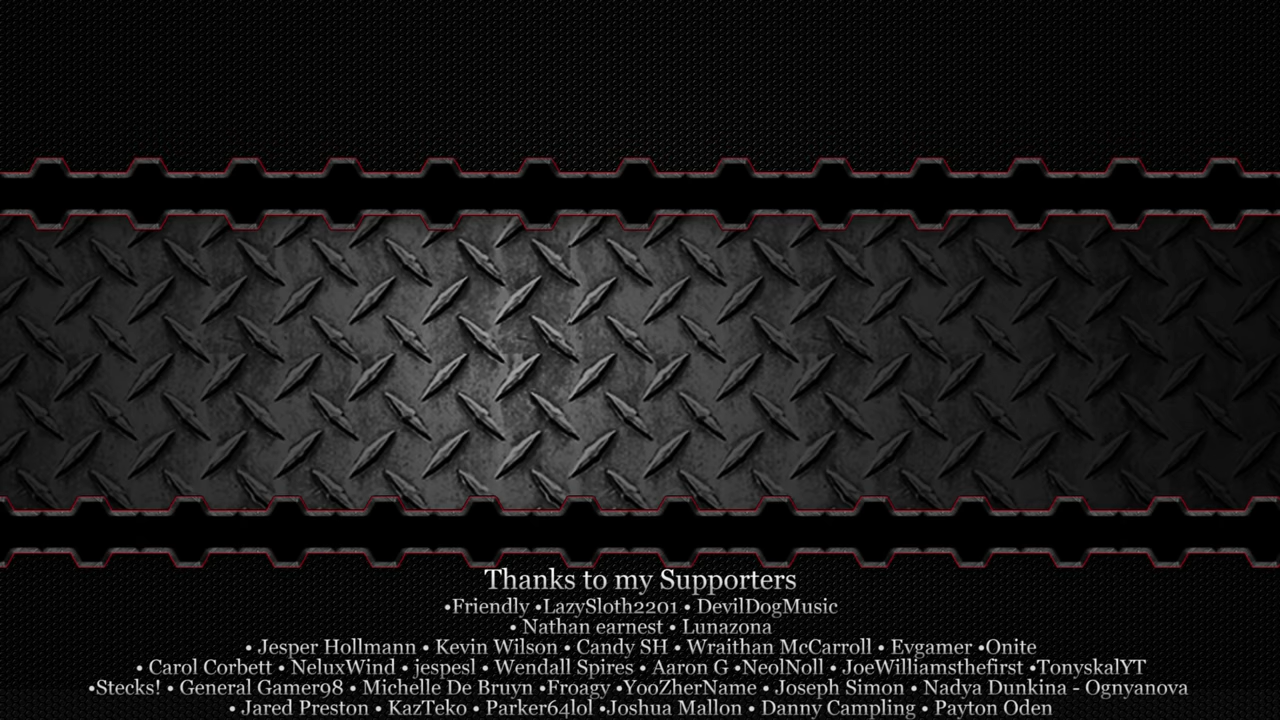 Thanks to my Supporters
•Friendly •LazySloth2201 • DevilDogMusic
• Nathan earnest • Lunazona
• Jesper Hollmann • Kevin Wilson • Candy SH • Wraithan McCarroll • Evgamer •Onite
• Carol Corbett • NeluxWind • jespesl • Wendall Spires • Aaron G •NeolNoll • JoeWilliamsthefirst •TonyskalYT
•Stecks! • General Gamer98 • Michelle De Bruyn •Froagy •YooZherName • Joseph Simon • Nadya Dunkina - Ognyanova
• Jared Preston • KazTeko • Parker64lol •Joshua Mallon • Danny Campling • Payton Oden